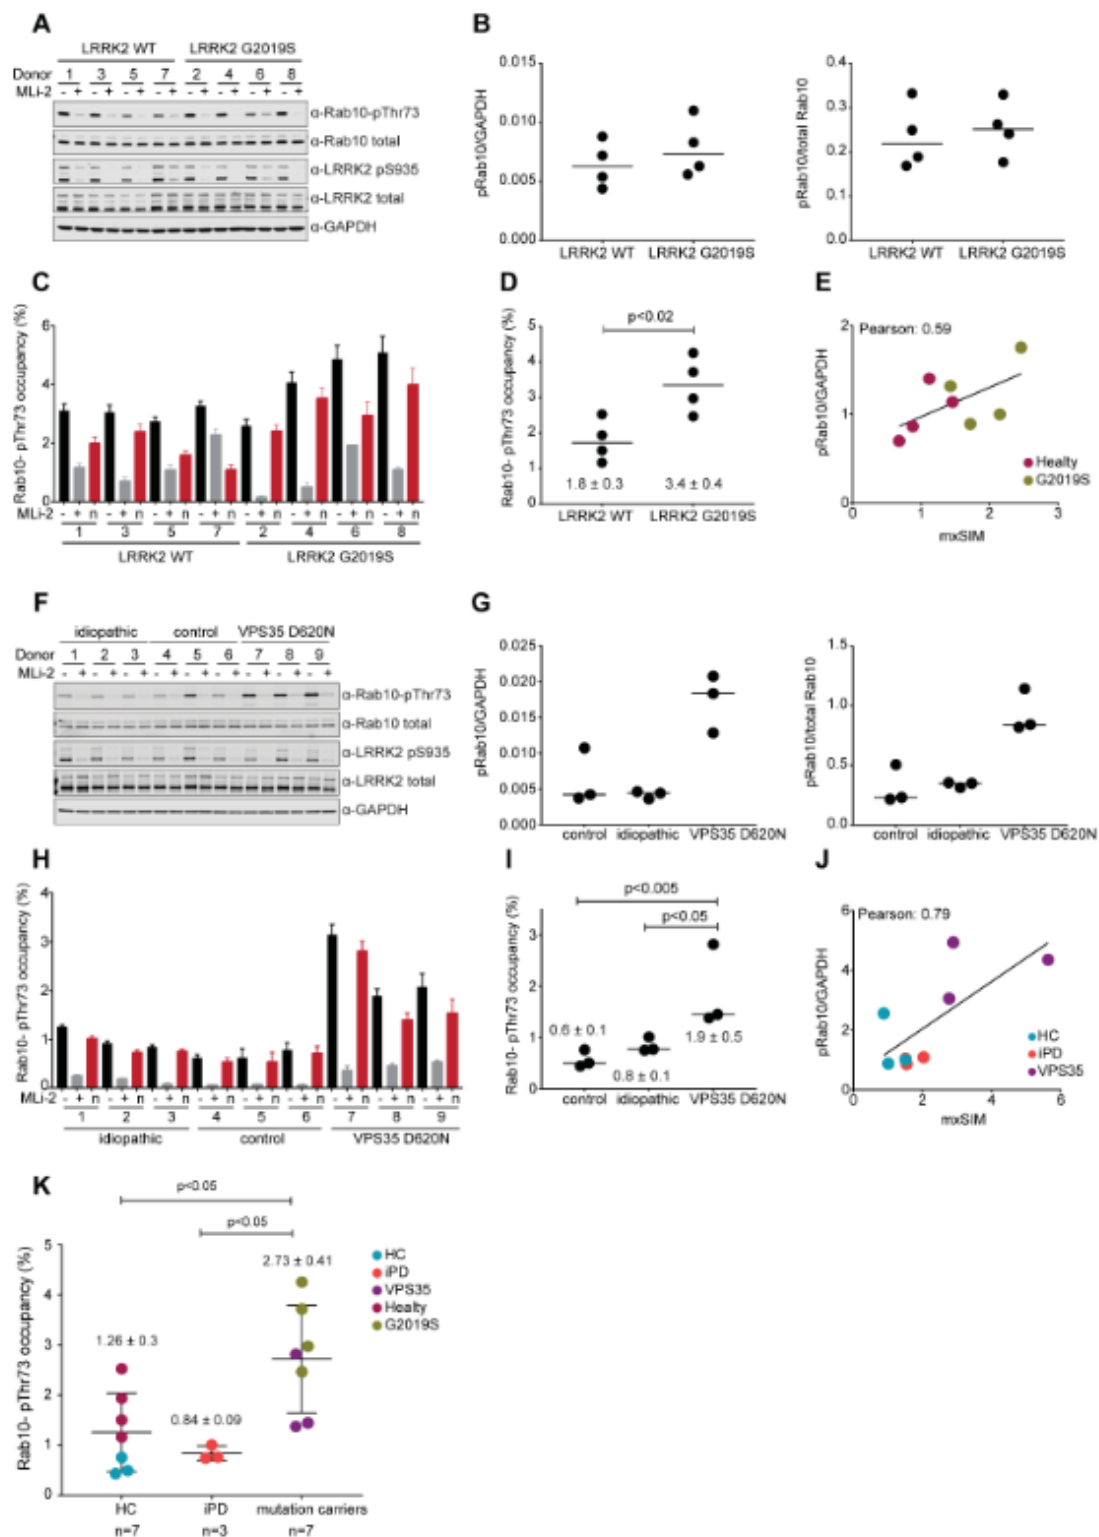 A
LRRK2 WT LRRK2 G2019S
Donor 1 3 5 7 2 4 6 8
MLi-2 - + - + - + - + - + - + - + - +
α-Rab10-pThr73
α-Rab10 total
α-LRRK2 pS935
α-LRRK2 total
α-GAPDH
B
pRab10/GAPDH
0.015
0.010
0.005
0.000
LRRK2 WT LRRK2 G2019S
pRab10/total Rab10
0.4
0.3
0.2
0.1
0.0
LRRK2 WT LRRK2 G2019S
C
Rab10- pThr73 occupancy (%)
6
4
2
0
MLi-2 - + n - + n - + n - + n - + n - + n - + n - + n
1 3 5 7 2 4 6 8
LRRK2 WT LRRK2 G2019S
D
Rab10- pThr73 occupancy (%)
p<0.02
5
4
3
2
1
0
1.8 ± 0.3 3.4 ± 0.4
LRRK2 WT LRRK2 G2019S
E
pRab10/GAPDH
2
1
0
Pearson: 0.59
Healty
G2019S
0 1 2 3
mxSIM
F
idiopathic control VPS35 D620N
Donor 1 2 3 4 5 6 7 8 9
MLi-2 - + - + - + - + - + - + - + - + - +
α-Rab10-pThr73
α-Rab10 total
α-LRRK2 pS935
α-LRRK2 total
α-GAPDH
G
pRab10/GAPDH
0.025
0.020
0.015
0.010
0.005
0.000
control idiopathic VPS35 D620N
pRab10/total Rab10
1.5
1.0
0.5
0.0
control idiopathic VPS35 D620N
H
Rab10- pThr73 occupancy (%)
4
3
2
1
0
MLi-2 - + n - + n - + n - + n - + n - + n - + n - + n - + n
1 2 3 4 5 6 7 8 9
idiopathic control VPS35 D620N
I
Rab10- pThr73 occupancy (%)
p<0.005
p<0.05
3
2
1
0
0.6 ± 0.1
0.8 ± 0.1
1.9 ± 0.5
control idiopathic VPS35 D620N
J
pRab10/GAPDH
6
4
2
0
Pearson: 0.79
HC
iPD
VPS35
0 2 4 6
mxSIM
K
p<0.05
p<0.05
Rab10- pThr73 occupancy (%)
5
4
3
2
1
0
1.26 ± 0.3
0.84 ± 0.09
2.73 ± 0.41
HC
iPD
VPS35
Healty
G2019S
HC iPD mutation carriers
n=7 n=3 n=7